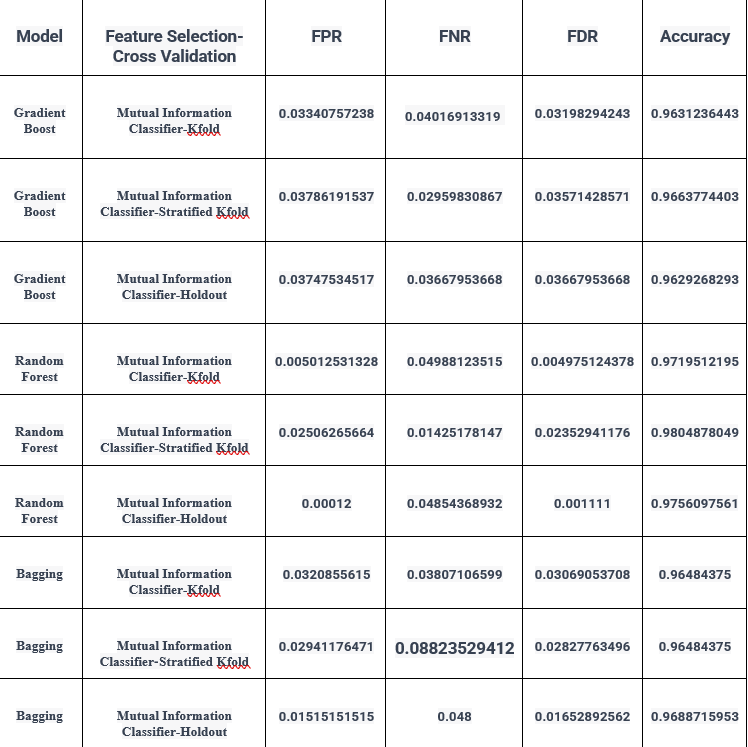 Model Feature Selection- FPR FNR FDR Accuracy
Cross Validation
Gradient Mutual Information 0.03340757238 0.04016913319 0.03198294243 0.9631236443
Boost Classifier-Kfold
Gradient Mutual Information 0.03786191537 0.02959830867 0.03571428571 0.9663774403
Boost Classifier-Stratified Kfold
Gradient Mutual Information 0.03747534517 0.03667953668 0.03667953668 0.9629268293
Boost Classifier-Holdout
Random Mutual Information 0.005012531328 0.04988123515 0.004975124378 0.9719512195
Forest Classifier-Kfold
Random Mutual Information 0.02506265664 0.01425178147 0.02352941176 0.9804878049
Forest Classifier-Stratified Kfold
Random Mutual Information 0.00012 0.04854368932 0.001111 0.9756097561
Forest Classifier-Holdout
Bagging Mutual Information 0.0320855615 0.03807106599 0.03069053708 0.96484375
Classifier-Kfold
Bagging Mutual Information 0.02941176471 0.08823529412 0.02827763496 0.96484375
Classifier-Stratified Kfold
Bagging Mutual Information 0.01515151515 0.048 0.01652892562 0.9688715953
Classifier-Holdout